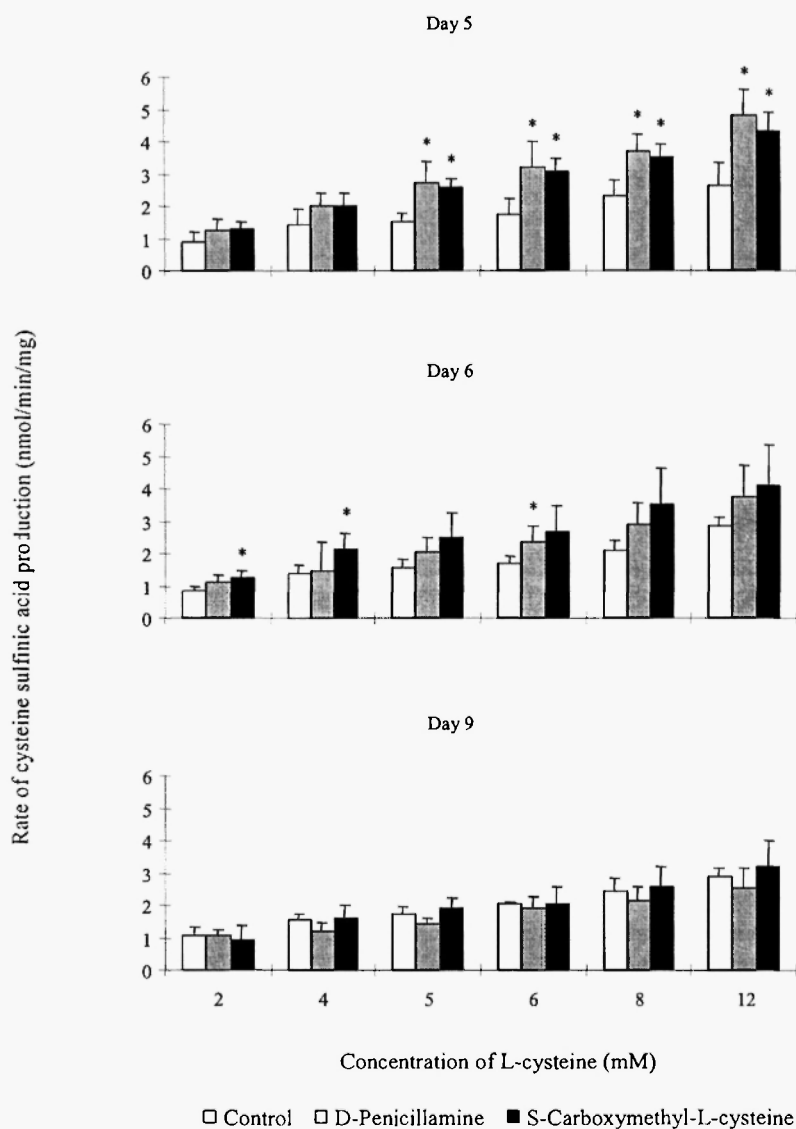 Day 5
6
5
4
3
2
1
0
* * * * * * * *
Day 6
6
5
4
3
2
1
0
* * *
Day 9
6
5
4
3
2
1
0
2 4 5 6 8 12
Rate of cysteine sulfinic acid production (nmol/min/mg)
Concentration of L-cysteine (mM)
Control D-Penicillamine S-Carboxymethyl-L-cysteine